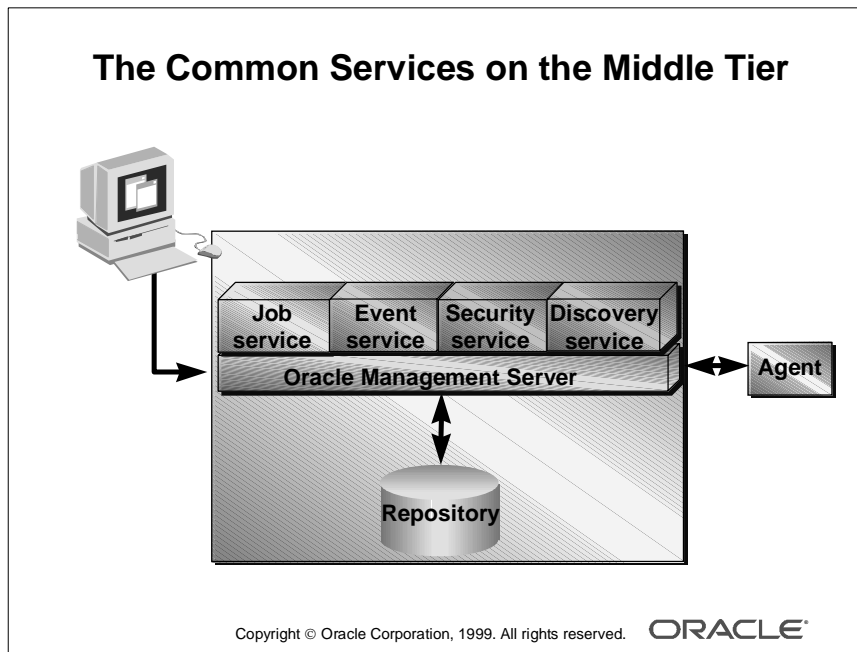 The Common Services on the Middle Tier
Job service
Event service
Security service
Discovery service
Oracle Management Server
Agent
Repository
Copyright © Oracle Corporation, 1999. All rights reserved.
ORACLE®